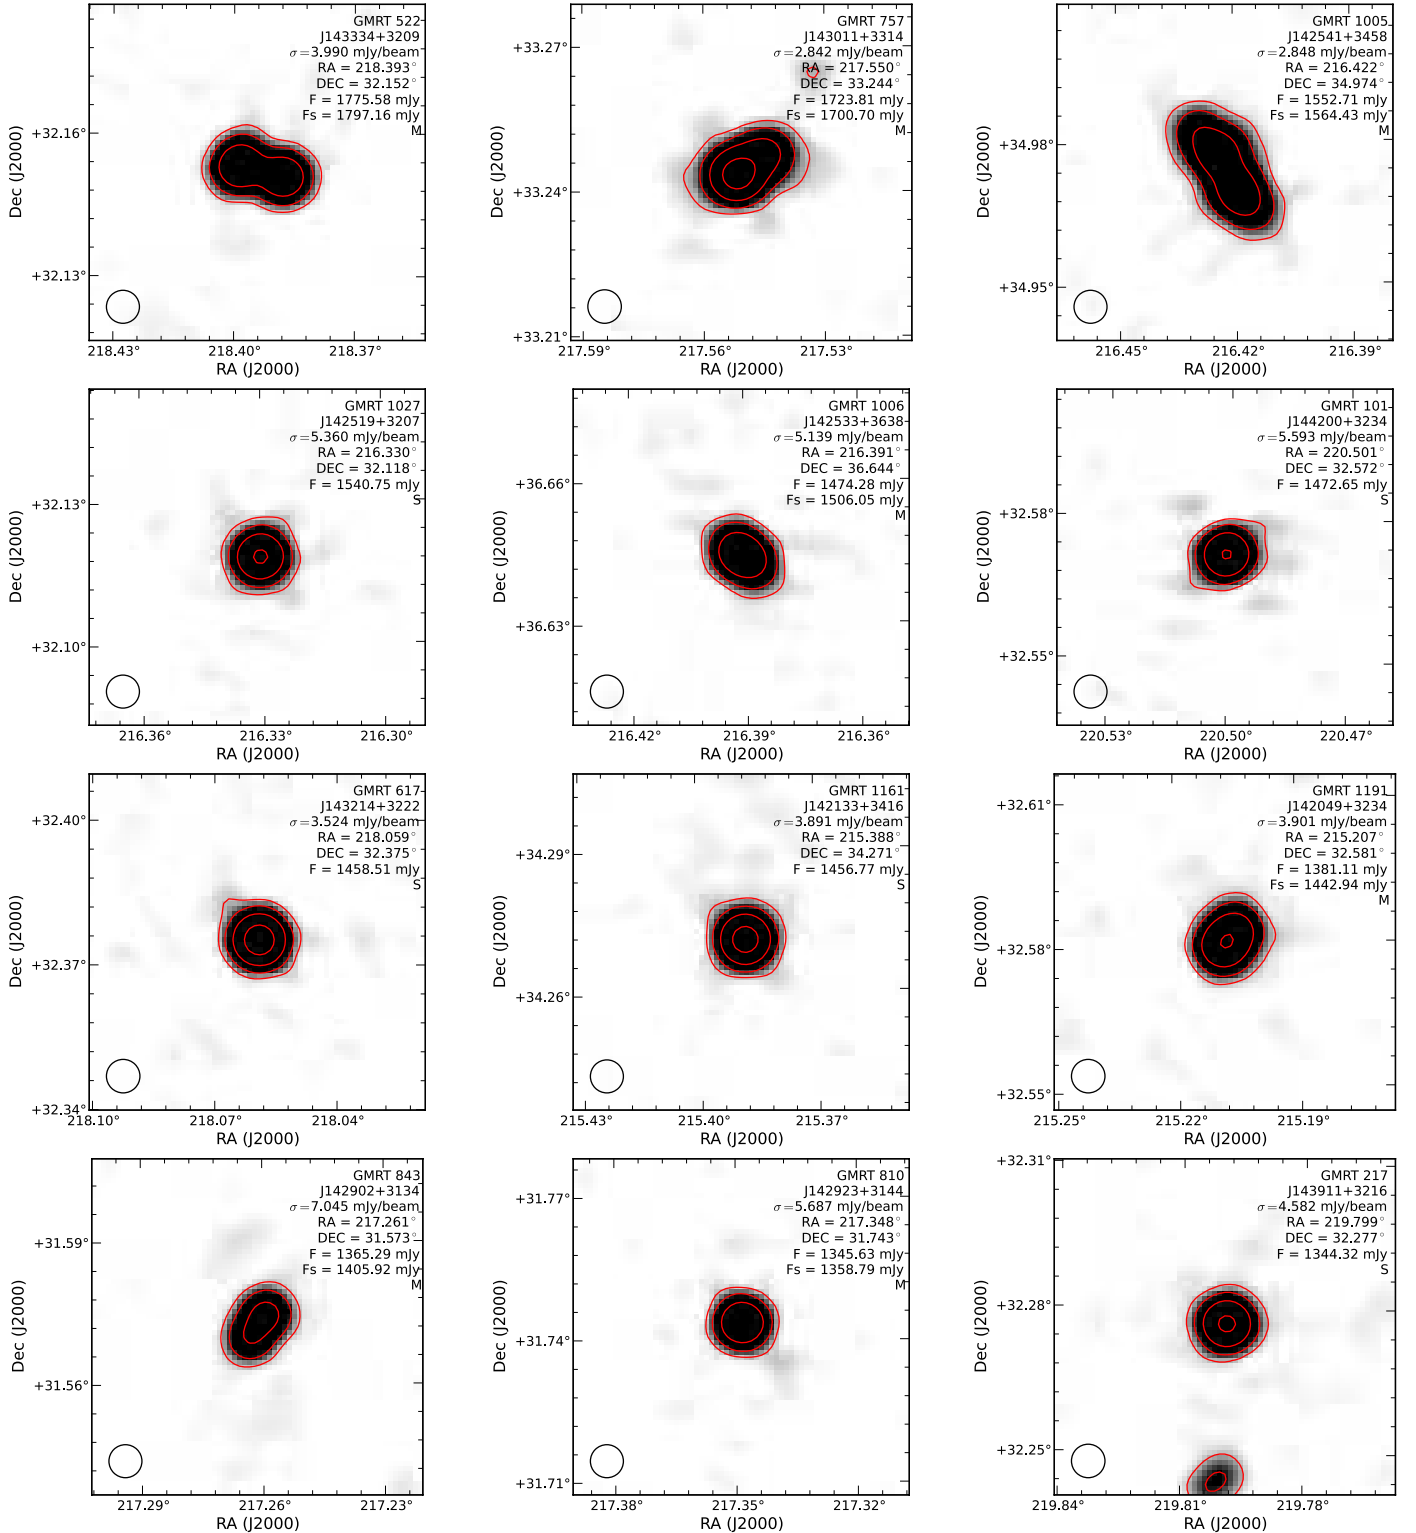 GMRT 522
J143334+3209
σ=3.990 mJy/beam
RA = 218.393°
DEC = 32.152°
F = 1775.58 mJy
Fs = 1797.16 mJy
M
+32.16°
+32.13°
Dec (J2000)
218.43° 218.40° 218.37°
RA (J2000)
GMRT 757
J143011+3314
σ=2.842 mJy/beam
RA = 217.550°
DEC = 33.244°
F = 1723.81 mJy
Fs = 1700.70 mJy
M
+33.27°
+33.24°
+33.21°
Dec (J2000)
217.59° 217.56° 217.53°
RA (J2000)
GMRT 1005
J142541+3458
σ=2.848 mJy/beam
RA = 216.422°
DEC = 34.974°
F = 1552.71 mJy
Fs = 1564.43 mJy
M
+34.98°
+34.95°
Dec (J2000)
216.45° 216.42° 216.39°
RA (J2000)
GMRT 1027
J142519+3207
σ=5.360 mJy/beam
RA = 216.330°
DEC = 32.118°
F = 1540.75 mJy
S
+32.13°
+32.10°
Dec (J2000)
216.36° 216.33° 216.30°
RA (J2000)
GMRT 1006
J142533+3638
σ=5.139 mJy/beam
RA = 216.391°
DEC = 36.644°
F = 1474.28 mJy
Fs = 1506.05 mJy
M
+36.66°
+36.63°
Dec (J2000)
216.42° 216.39° 216.36°
RA (J2000)
GMRT 101
J144200+3234
σ=5.593 mJy/beam
RA = 220.501°
DEC = 32.572°
F = 1472.65 mJy
S
+32.58°
+32.55°
Dec (J2000)
220.53° 220.50° 220.47°
RA (J2000)
GMRT 617
J143214+3222
σ=3.524 mJy/beam
RA = 218.059°
DEC = 32.375°
F = 1458.51 mJy
S
+32.40°
+32.37°
+32.34°
Dec (J2000)
218.10° 218.07° 218.04°
RA (J2000)
GMRT 1161
J142133+3416
σ=3.891 mJy/beam
RA = 215.388°
DEC = 34.271°
F = 1456.77 mJy
S
+34.29°
+34.26°
Dec (J2000)
215.43° 215.40° 215.37°
RA (J2000)
GMRT 1191
J142049+3234
σ=3.901 mJy/beam
RA = 215.207°
DEC = 32.581°
F = 1381.11 mJy
Fs = 1442.94 mJy
M
+32.61°
+32.58°
+32.55°
Dec (J2000)
215.25° 215.22° 215.19°
RA (J2000)
GMRT 843
J142902+3134
σ=7.045 mJy/beam
RA = 217.261°
DEC = 31.573°
F = 1365.29 mJy
Fs = 1405.92 mJy
M
+31.59°
+31.56°
Dec (J2000)
217.29° 217.26° 217.23°
RA (J2000)
GMRT 810
J142923+3144
σ=5.687 mJy/beam
RA = 217.348°
DEC = 31.743°
F = 1345.63 mJy
Fs = 1358.79 mJy
M
+31.77°
+31.74°
+31.71°
Dec (J2000)
217.38° 217.35° 217.32°
RA (J2000)
GMRT 217
J143911+3216
σ=4.582 mJy/beam
RA = 219.799°
DEC = 32.277°
F = 1344.32 mJy
S
+32.31°
+32.28°
+32.25°
Dec (J2000)
219.84° 219.81° 219.78°
RA (J2000)